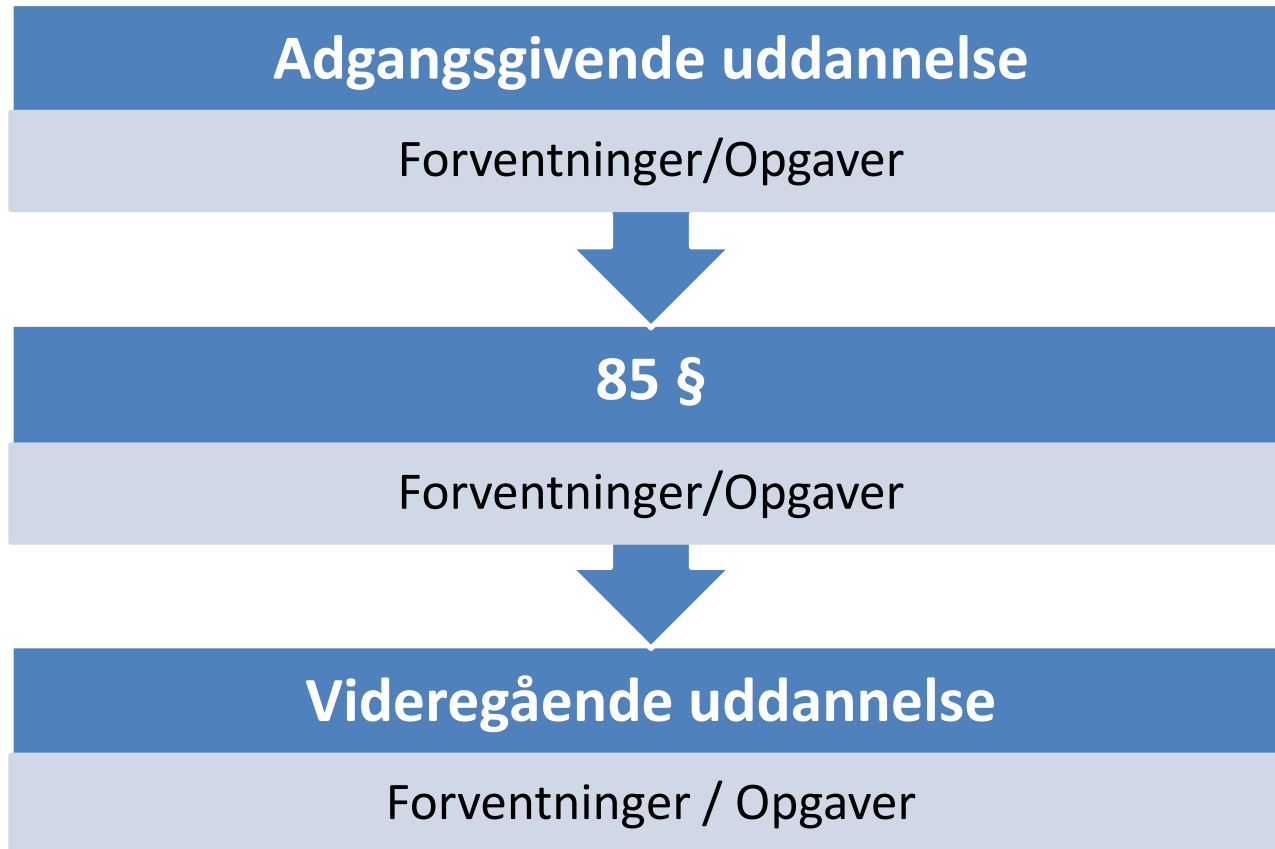 Adgangsgivende uddannelse
Forventninger/Opgaver
85 §
Forventninger/Opgaver
Videregående uddannelse
Forventninger / Opgaver